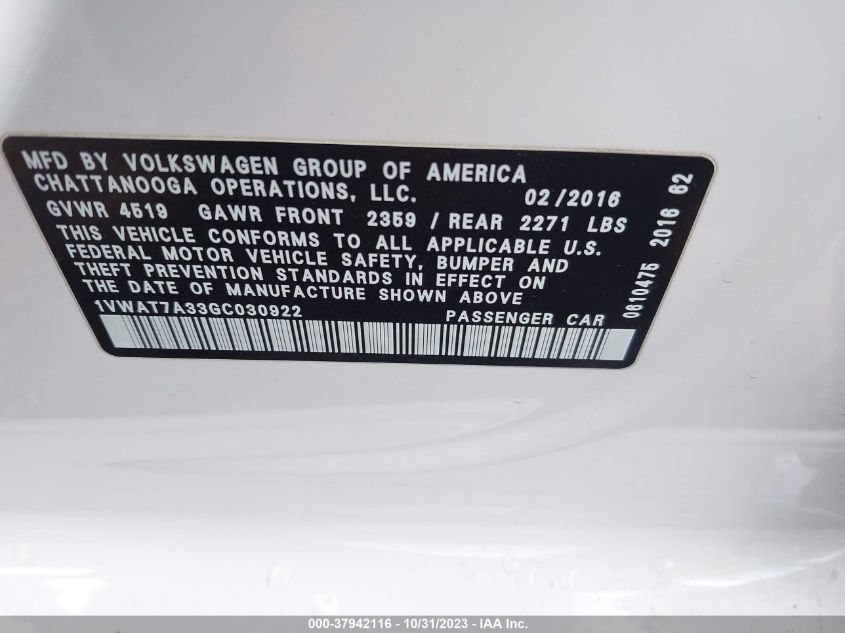 MFD BY VOLKSWAGEN GROUP OF AMERICA
CHATTANOOGA OPERATIONS, LLC. 02/2016
GVWR 4519 GAWR FRONT 2359 / REAR 2271 LBS
THIS VEHICLE CONFORMS TO ALL APPLICABLE U.S.
FEDERAL MOTOR VEHICLE SAFETY, BUMPER AND
THEFT PREVENTION STANDARDS IN EFFECT ON
THE DATE OF MANUFACTURE SHOWN ABOVE
1VWAT7A33GC030922 PASSENGER CAR
0610475 2016 62
000-37942116 - 10/31/2023 - © IAA Holdings, LLC.